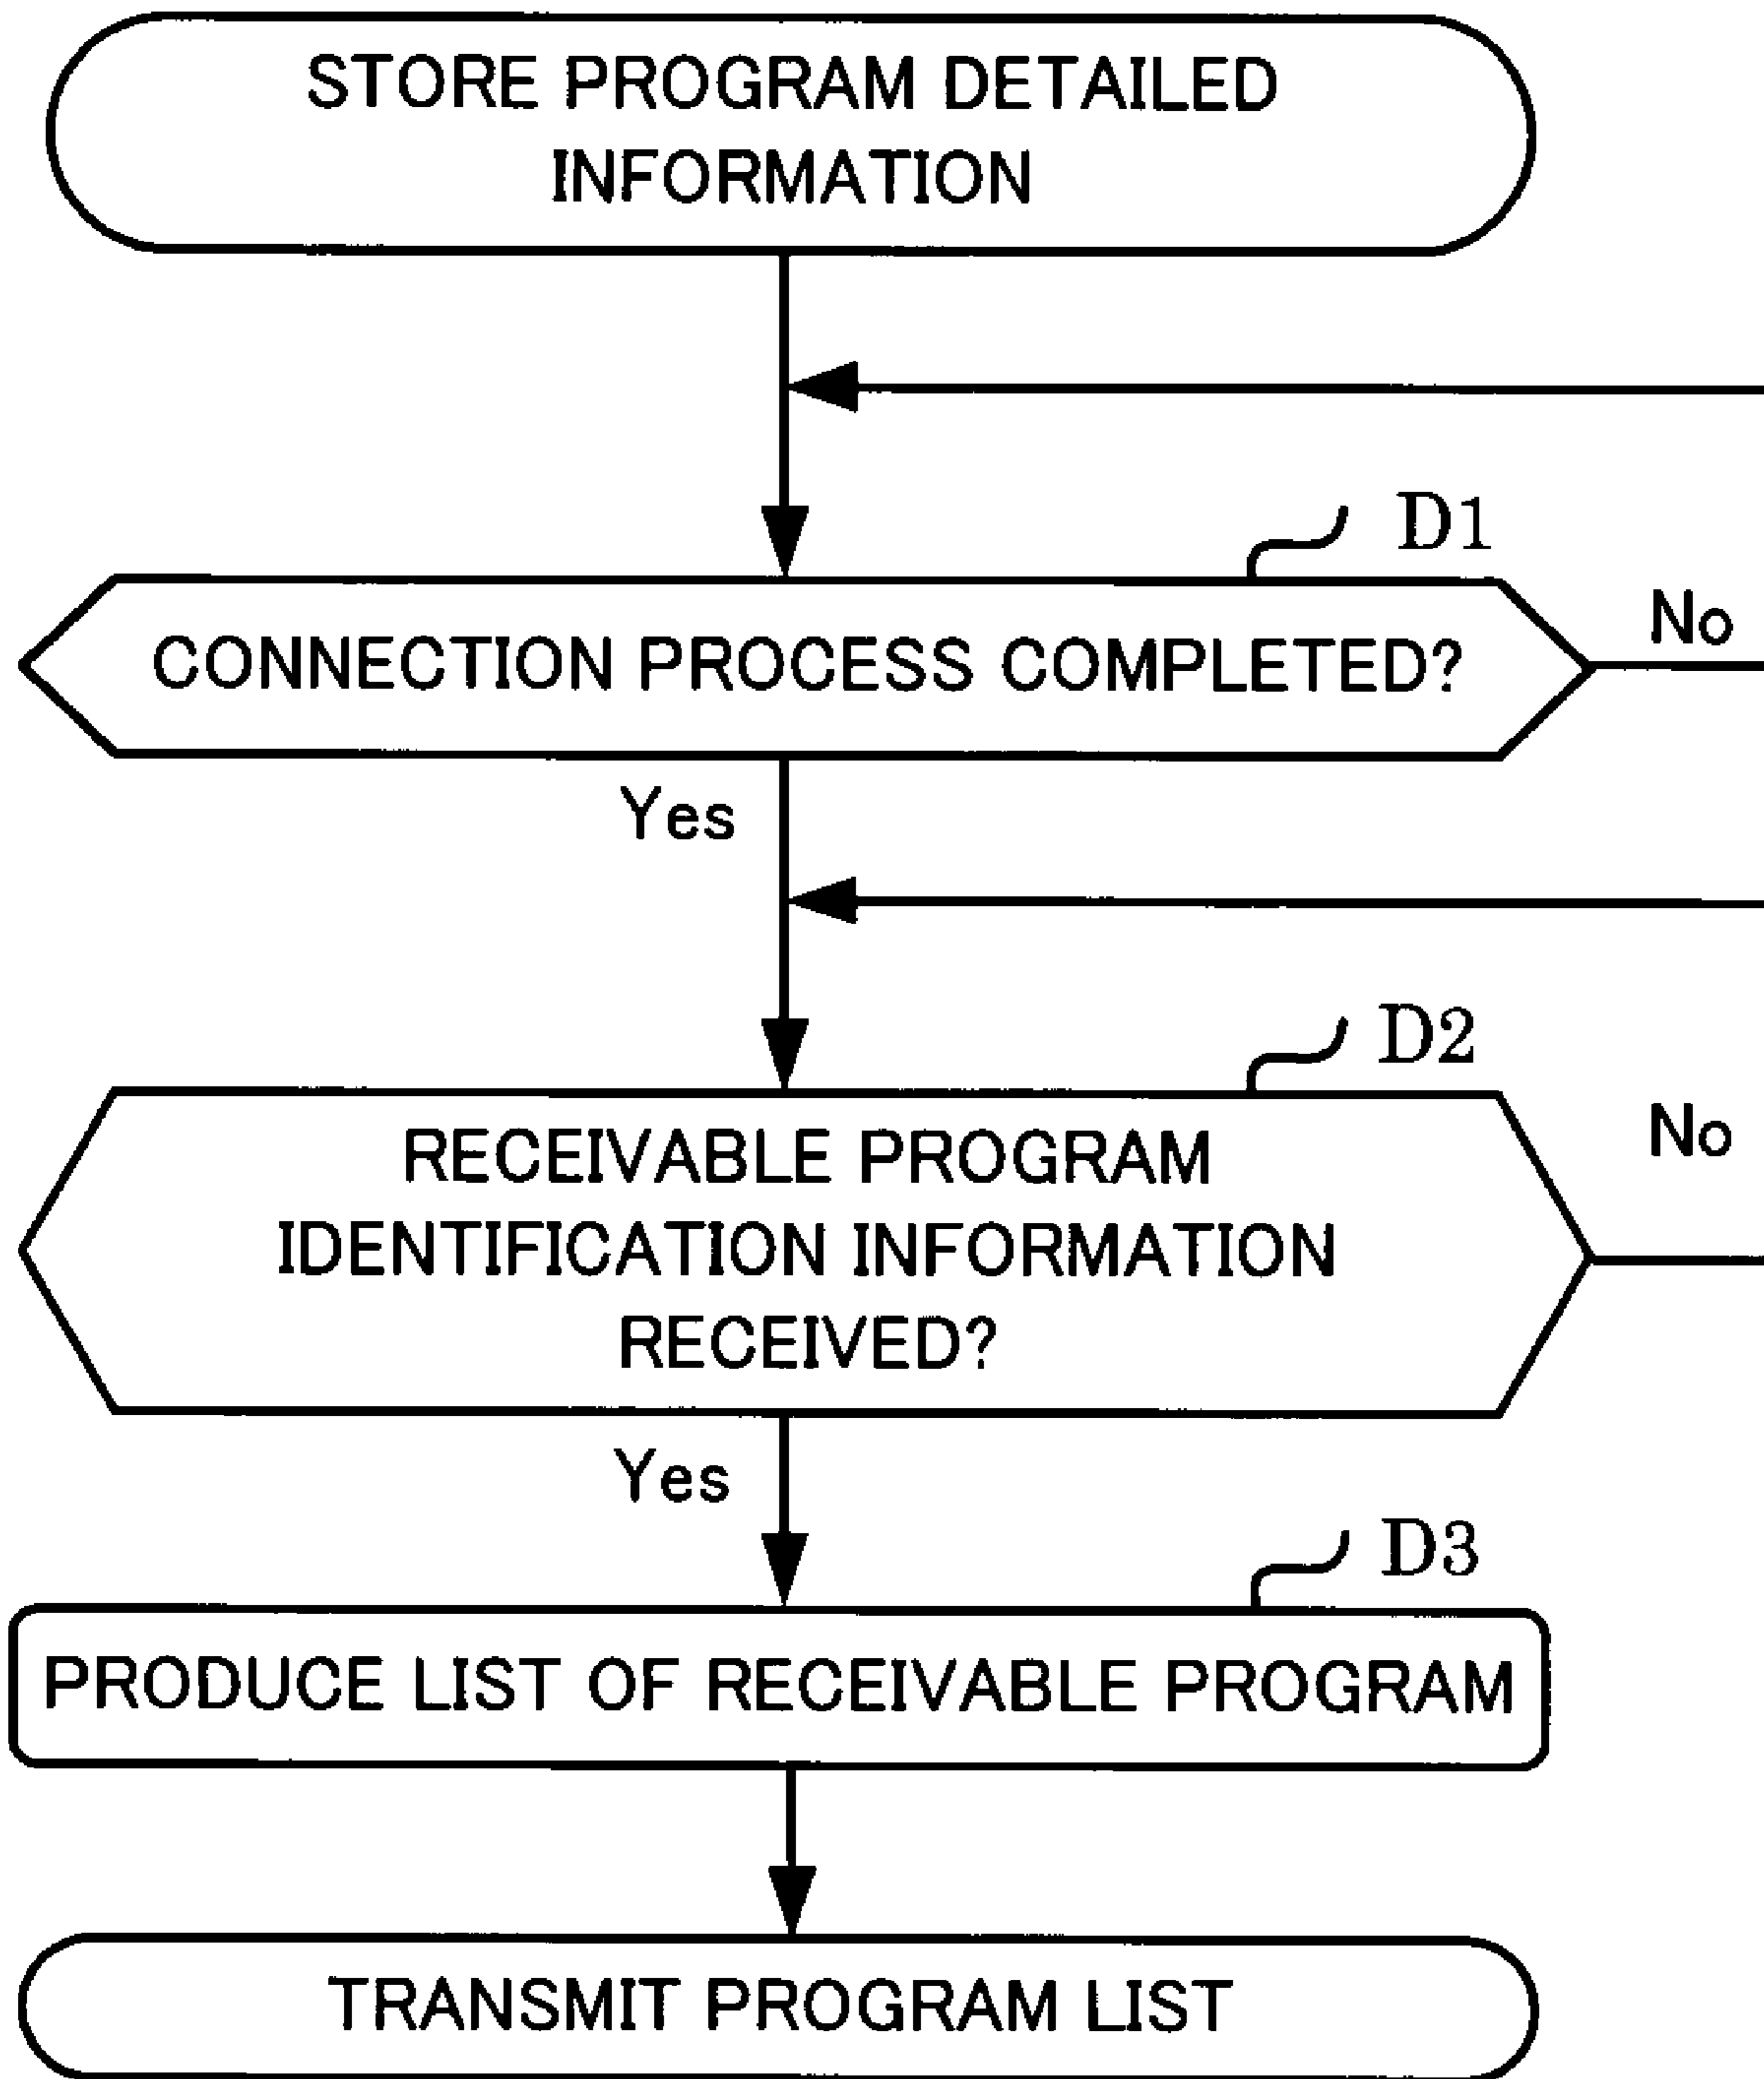 STORE PROGRAM DETAILED
INFORMATION
D1
CONNECTION PROCESS COMPLETED?
No
Yes
D2
RECEIVABLE PROGRAM
IDENTIFICATION INFORMATION
RECEIVED?
No
Yes
D3
PRODUCE LIST OF RECEIVABLE PROGRAM
TRANSMIT PROGRAM LIST